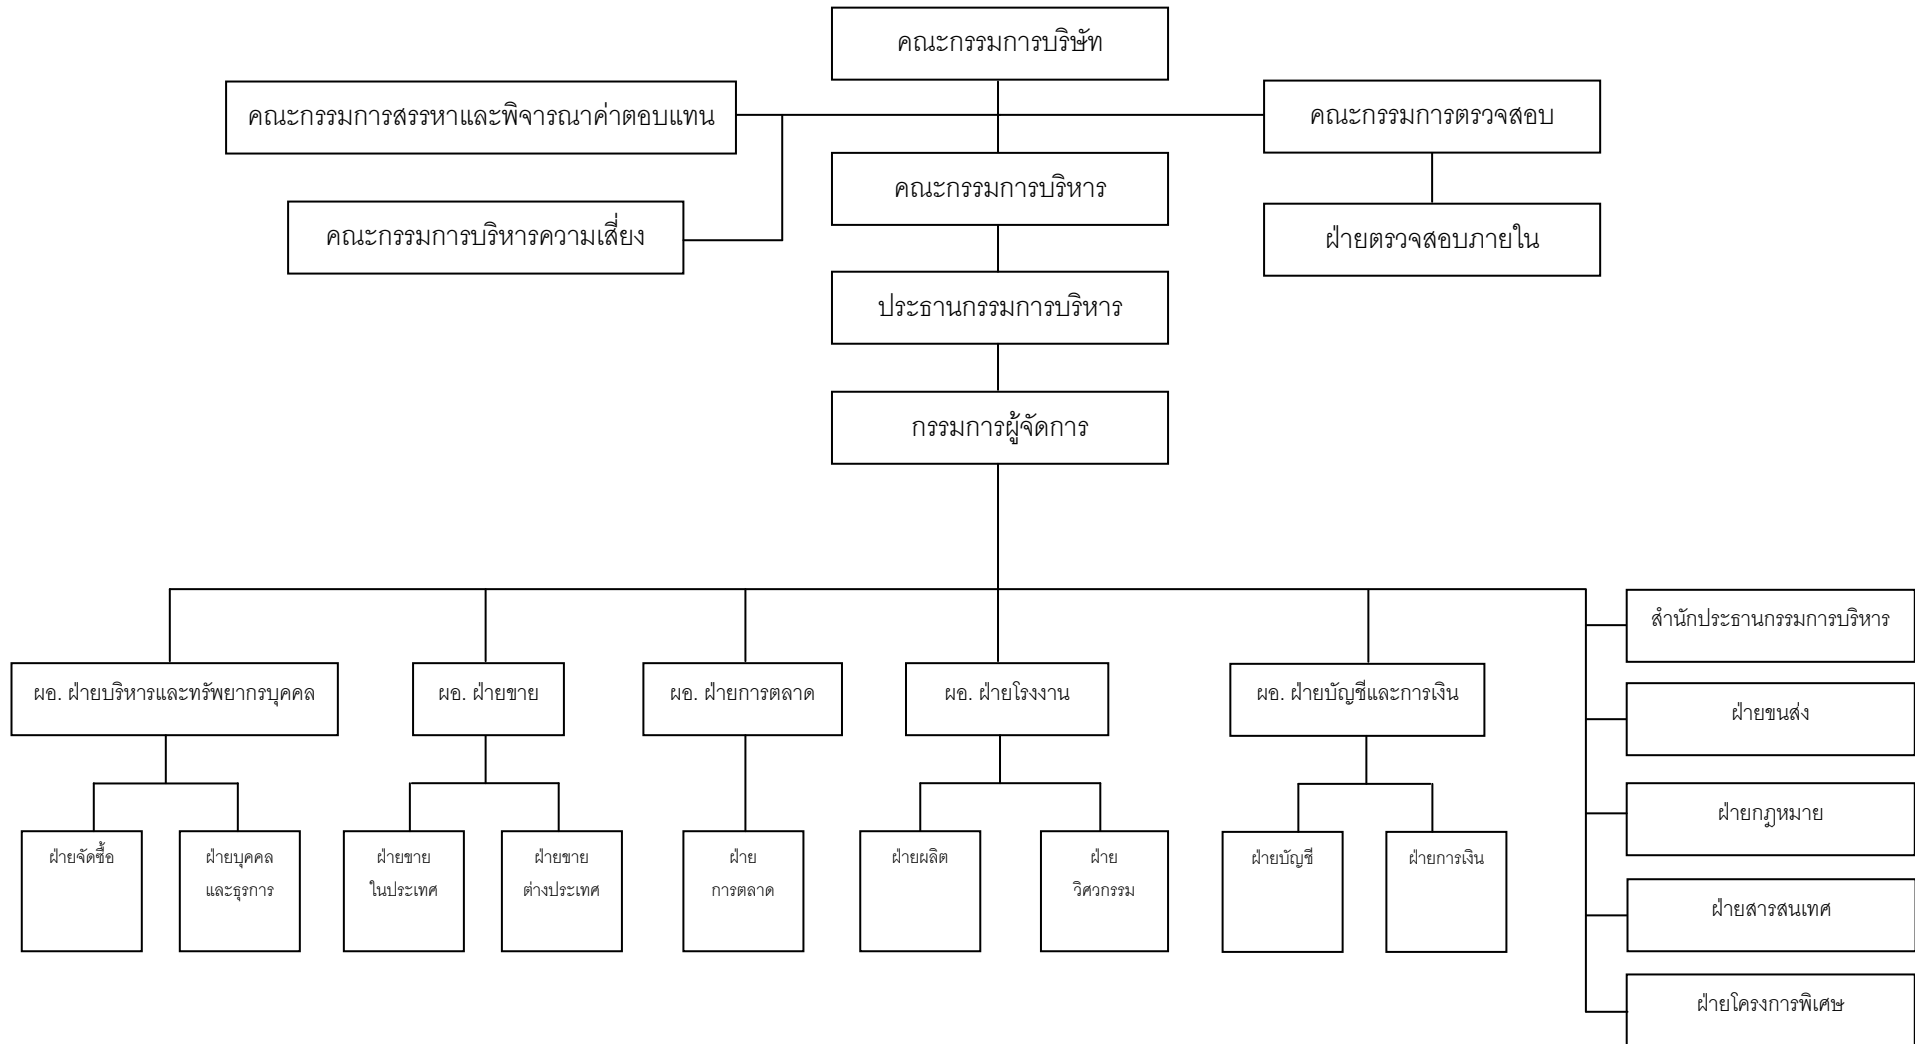 คณะกรรมการบริษัท
คณะกรรมการสรรหาและพิจารณาค่าตอบแทน
คณะกรรมการตรวจสอบ
คณะกรรมการบริหาร
คณะกรรมการบริหารความเสี่ยง
ฝ่ายตรวจสอบภายใน
ประธานกรรมการบริหาร
กรรมการผู้จัดการ
ผอ. ฝ่ายบริหารและทรัพยากรบุคคล
ผอ. ฝ่ายขาย
ผอ. ฝ่ายการตลาด
ผอ. ฝ่ายโรงงาน
ผอ. ฝ่ายบัญชีและการเงิน
ฝ่ายจัดซื้อ
ฝ่ายบุคคล
และธุรการ
ฝ่ายขาย
ในประเทศ
ฝ่ายขาย
ต่างประเทศ
ฝ่าย
การตลาด
ฝ่ายผลิต
ฝ่าย
วิศวกรรม
ฝ่ายบัญชี
ฝ่ายการเงิน
สำนักประธานกรรมการบริหาร
ฝ่ายขนส่ง
ฝ่ายกฎหมาย
ฝ่ายสารสนเทศ
ฝ่ายโครงการพิเศษ